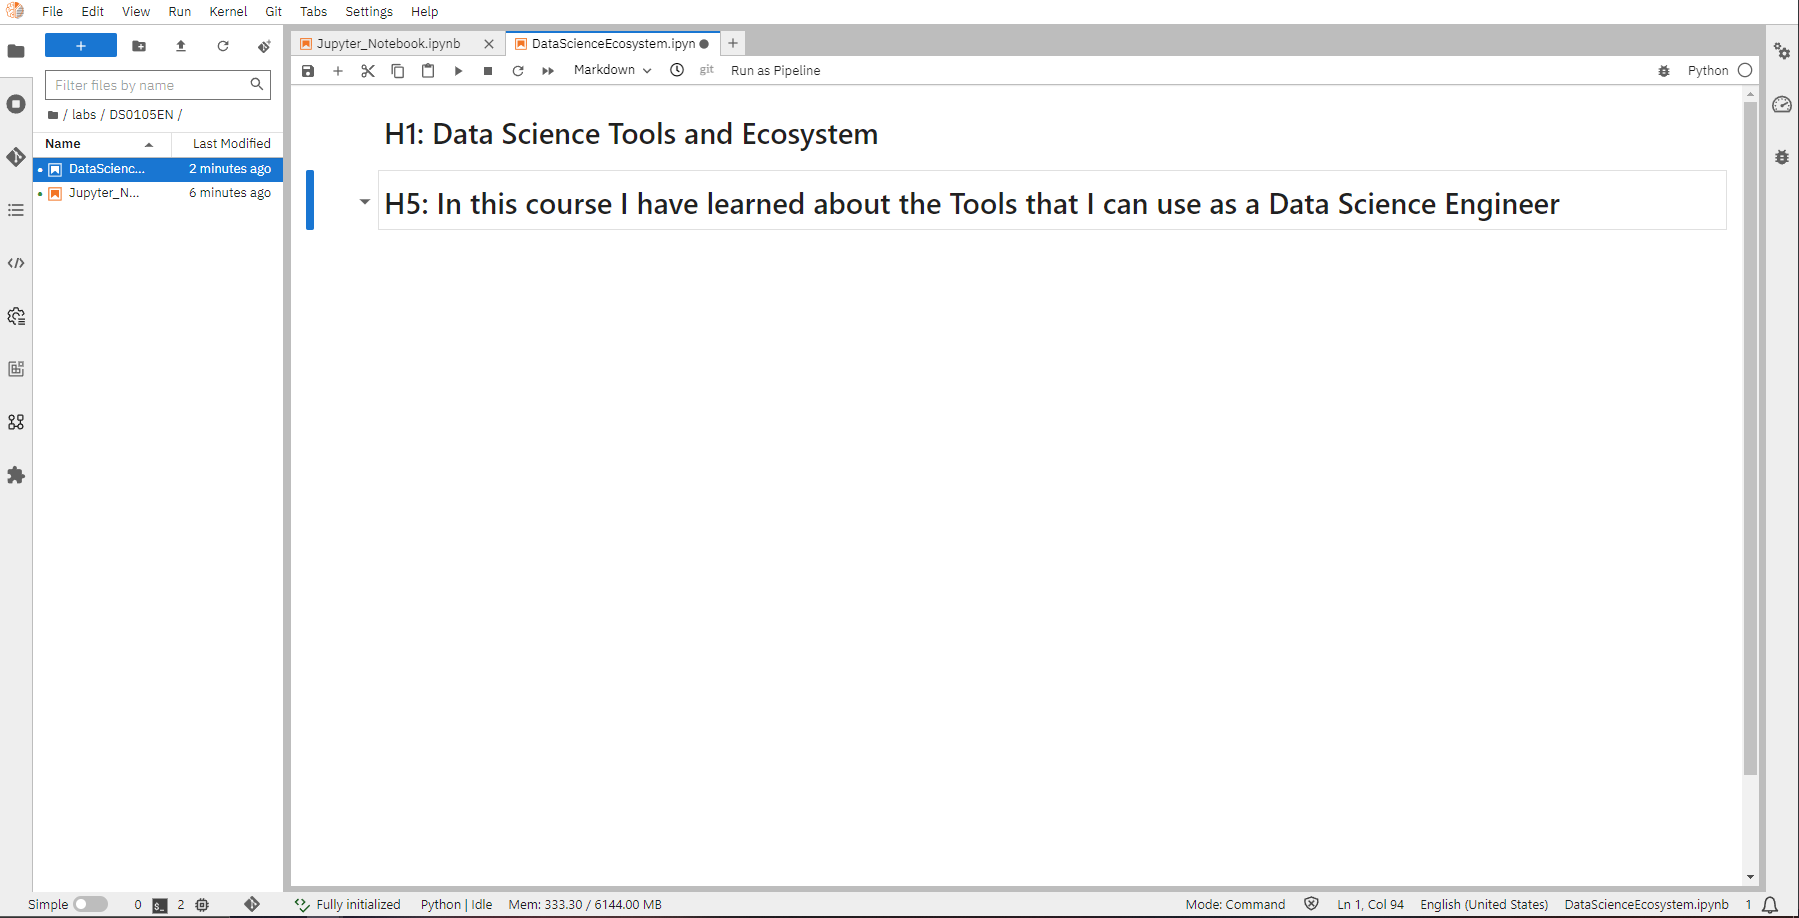 File Edit View Run Kernel Git Tabs Settings Help
+
Filter files by name
/ labs / DS0105EN /
Name Last Modified
DataScienc... 2 minutes ago
Jupyter_N... 6 minutes ago
Jupyter_Notebook.ipynb
DataScienceEcosystem.ipyn
Markdown git Run as Pipeline Python
H1: Data Science Tools and Ecosystem
H5: In this course I have learned about the Tools that I can use as a Data Science Engineer
Simple 0 $_ 2 Fully initialized Python | Idle Mem: 333.30 / 6144.00 MB Mode: Command Ln 1, Col 94 English (United States) DataScienceEcosystem.ipynb 1